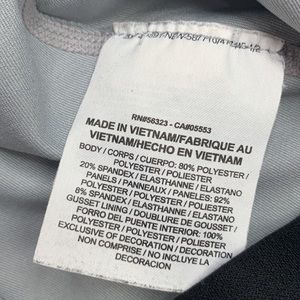 RN#56323 - CA#05553
MADE IN VIETNAM/FABRIQUE AU
VIETNAM/HECHO EN VIETNAM
BODY / CORPS / CUERPO: 80% POLYESTER /
POLYESTER / POLIESTER
20% SPANDEX / ELASTHANNE / ELASTANO
PANELS / PANNEAUX / PANELES: 92%
POLYESTER / POLYESTER / POLIESTER
8% SPANDEX / ELASTHANNE / ELASTANO
GUSSET LINING / DOUBLURE DE GOUSSET /
FORRO DEL PUENTE INTERIOR: 100%
POLYESTER / POLYESTER / POLIESTER
EXCLUSIVE OF DECORATION / DECORATION
NON COMPRISE / NO INCLUYE LA
DECORACION